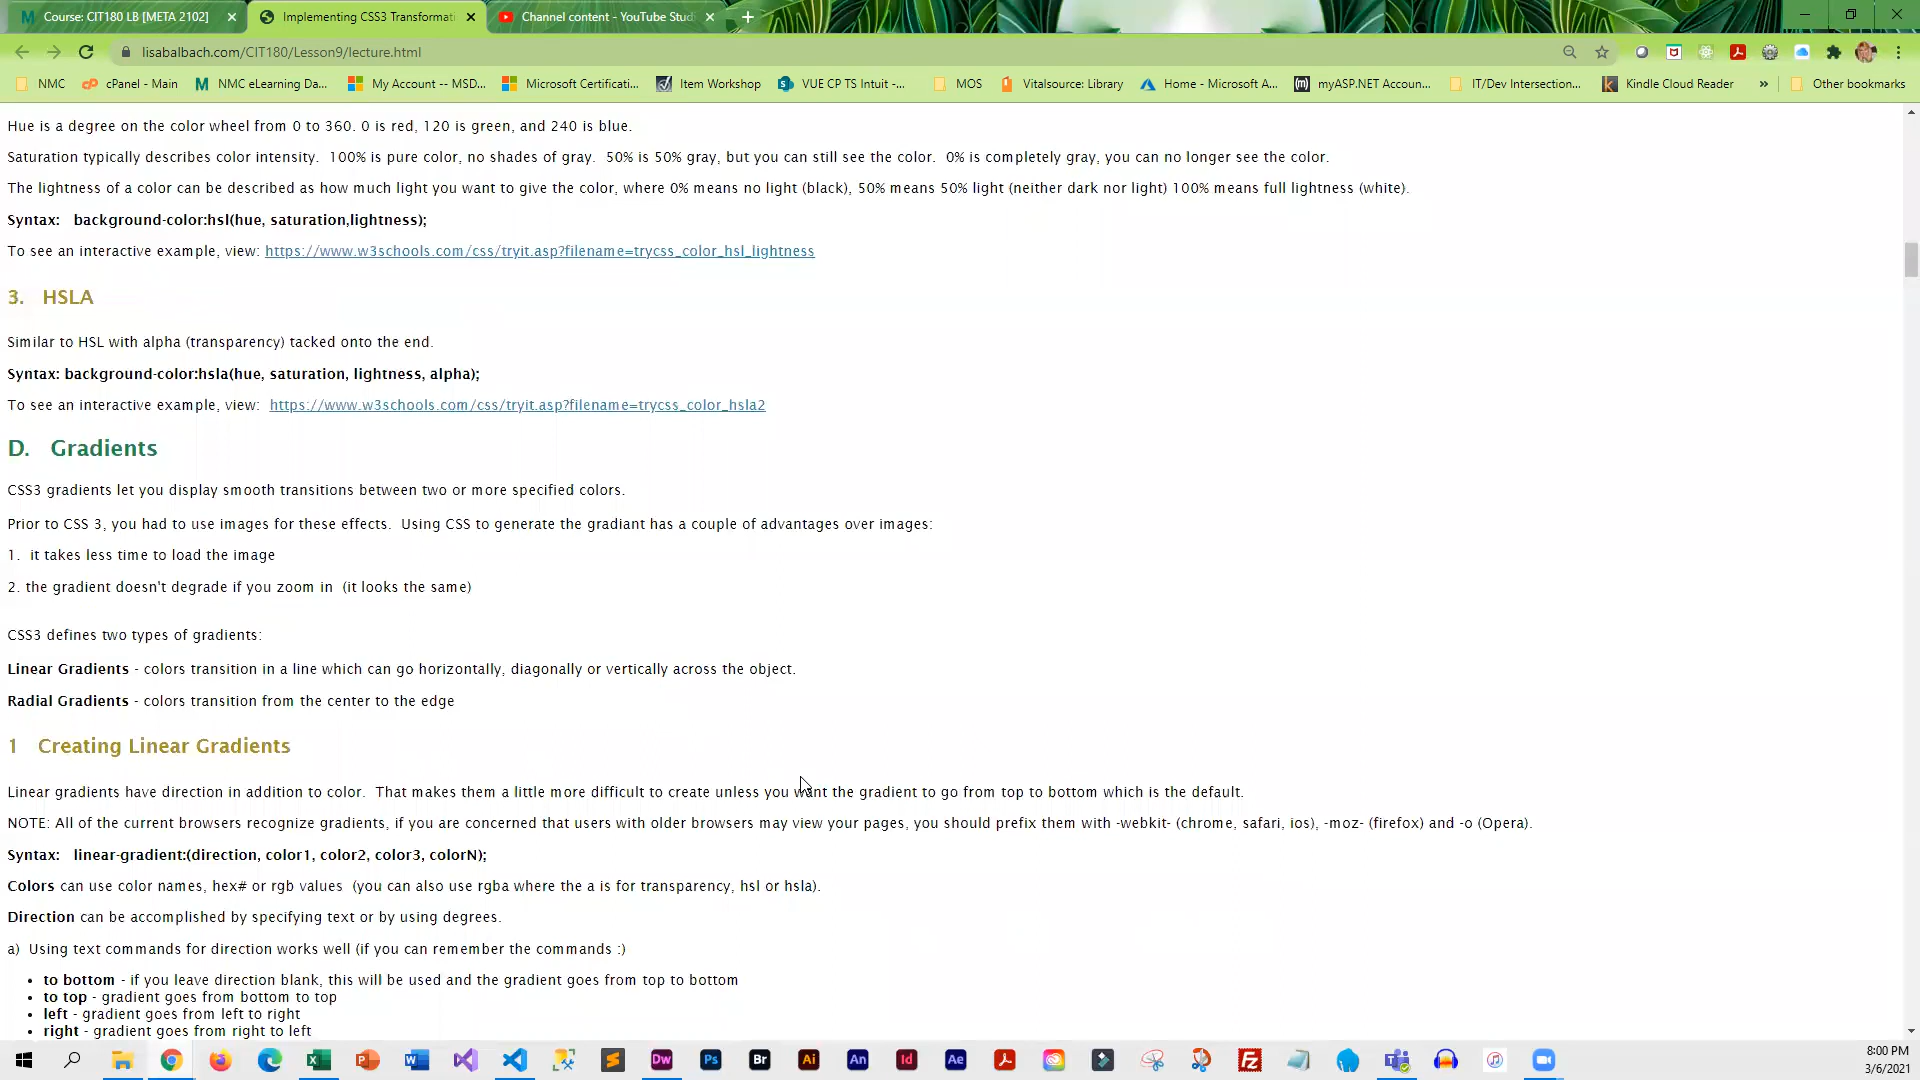 Course: CIT180 LB [META 2102]
Implementing CSS3 Transformati
Channel content - YouTube Stud
lisabalbach.com/CIT180/Lesson9/lecture.html
NMC
cPanel - Main
NMC eLearning Da...
My Account -- MSD...
Microsoft Certificati...
Item Workshop
VUE CP TS Intuit -...
MOS
Vitalsource: Library
Home - Microsoft A...
myASP.NET Accoun...
IT/Dev Intersection...
Kindle Cloud Reader
»
Other bookmarks
Hue is a degree on the color wheel from 0 to 360. 0 is red, 120 is green, and 240 is blue.
Saturation typically describes color intensity. 100% is pure color, no shades of gray. 50% is 50% gray, but you can still see the color. 0% is completely gray, you can no longer see the color.
The lightness of a color can be described as how much light you want to give the color, where 0% means no light (black), 50% means 50% light (neither dark nor light) 100% means full lightness (white).
Syntax: background-color:hsl(hue, saturation,lightness);
To see an interactive example, view: https://www.w3schools.com/css/tryit.asp?filename=trycss_color_hsl_lightness
3. HSLA
Similar to HSL with alpha (transparency) tacked onto the end.
Syntax: background-color:hsla(hue, saturation, lightness, alpha);
To see an interactive example, view: https://www.w3schools.com/css/tryit.asp?filename=trycss_color_hsla2
D. Gradients
CSS3 gradients let you display smooth transitions between two or more specified colors.
Prior to CSS 3, you had to use images for these effects. Using CSS to generate the gradiant has a couple of advantages over images:
1. it takes less time to load the image
2. the gradient doesn't degrade if you zoom in (it looks the same)
CSS3 defines two types of gradients:
Linear Gradients - colors transition in a line which can go horizontally, diagonally or vertically across the object.
Radial Gradients - colors transition from the center to the edge
1 Creating Linear Gradients
Linear gradients have direction in addition to color. That makes them a little more difficult to create unless you want the gradient to go from top to bottom which is the default.
NOTE: All of the current browsers recognize gradients, if you are concerned that users with older browsers may view your pages, you should prefix them with -webkit- (chrome, safari, ios), -moz- (firefox) and -o (Opera).
Syntax: linear-gradient:(direction, color1, color2, color3, colorN);
Colors can use color names, hex# or rgb values (you can also use rgba where the a is for transparency, hsl or hsla).
Direction can be accomplished by specifying text or by using degrees.
a) Using text commands for direction works well (if you can remember the commands :)
• to bottom - if you leave direction blank, this will be used and the gradient goes from top to bottom
• to top - gradient goes from bottom to top
• left - gradient goes from left to right
• right - gradient goes from right to left
Dw
Ps
Br
Ai
An
Id
Ae
8:00 PM
3/6/2021